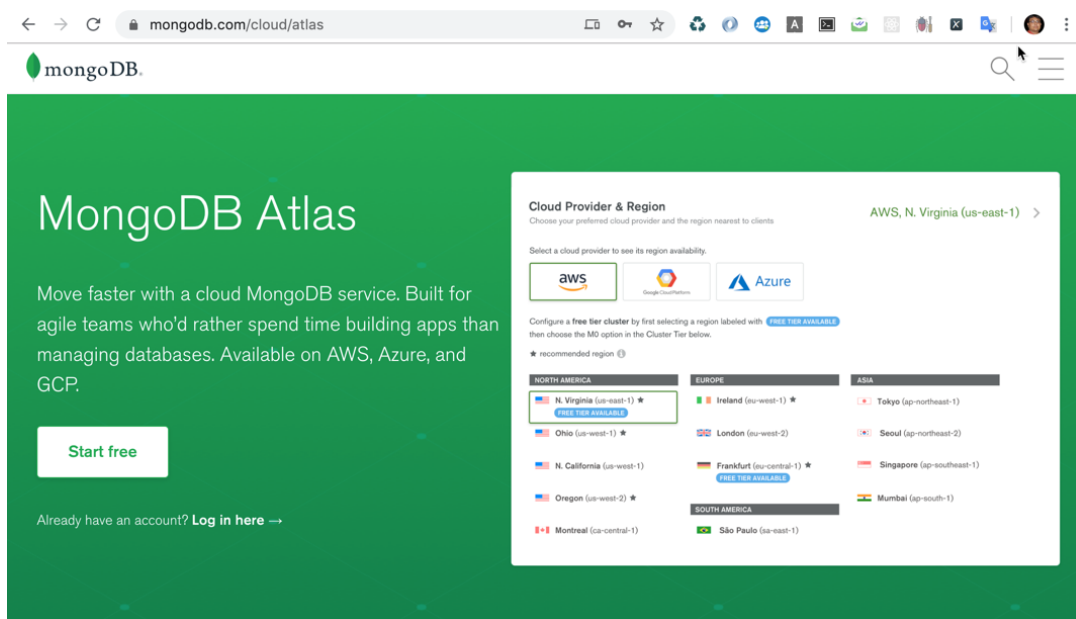 mongodb.com/cloud/atlas
mongoDB.
MongoDB Atlas
Move faster with a cloud MongoDB service. Built for
agile teams who'd rather spend time building apps than
managing databases. Available on AWS, Azure, and
GCP.
Start free
Already have an account? Log in here →
Cloud Provider & Region
Choose your preferred cloud provider and the region nearest to clients
AWS, N. Virginia (us-east-1)
Select a cloud provider to see its region availability.
aws
Google Cloud Platform
Azure
Configure a free tier cluster by first selecting a region labeled with FREE TIER AVAILABLE
then choose the M0 option in the Cluster Tier below.
★ recommended region
NORTH AMERICA
N. Virginia (us-east-1) ★
FREE TIER AVAILABLE
Ohio (us-west-1) ★
N. California (us-west-1)
Oregon (us-west-2) ★
Montreal (ca-central-1)
EUROPE
Ireland (eu-west-1) ★
London (eu-west-2)
Frankfurt (eu-central-1) ★
FREE TIER AVAILABLE
SOUTH AMERICA
São Paulo (sa-east-1)
ASIA
Tokyo (ap-northeast-1)
Seoul (ap-northeast-2)
Singapore (ap-southeast-1)
Mumbai (ap-south-1)